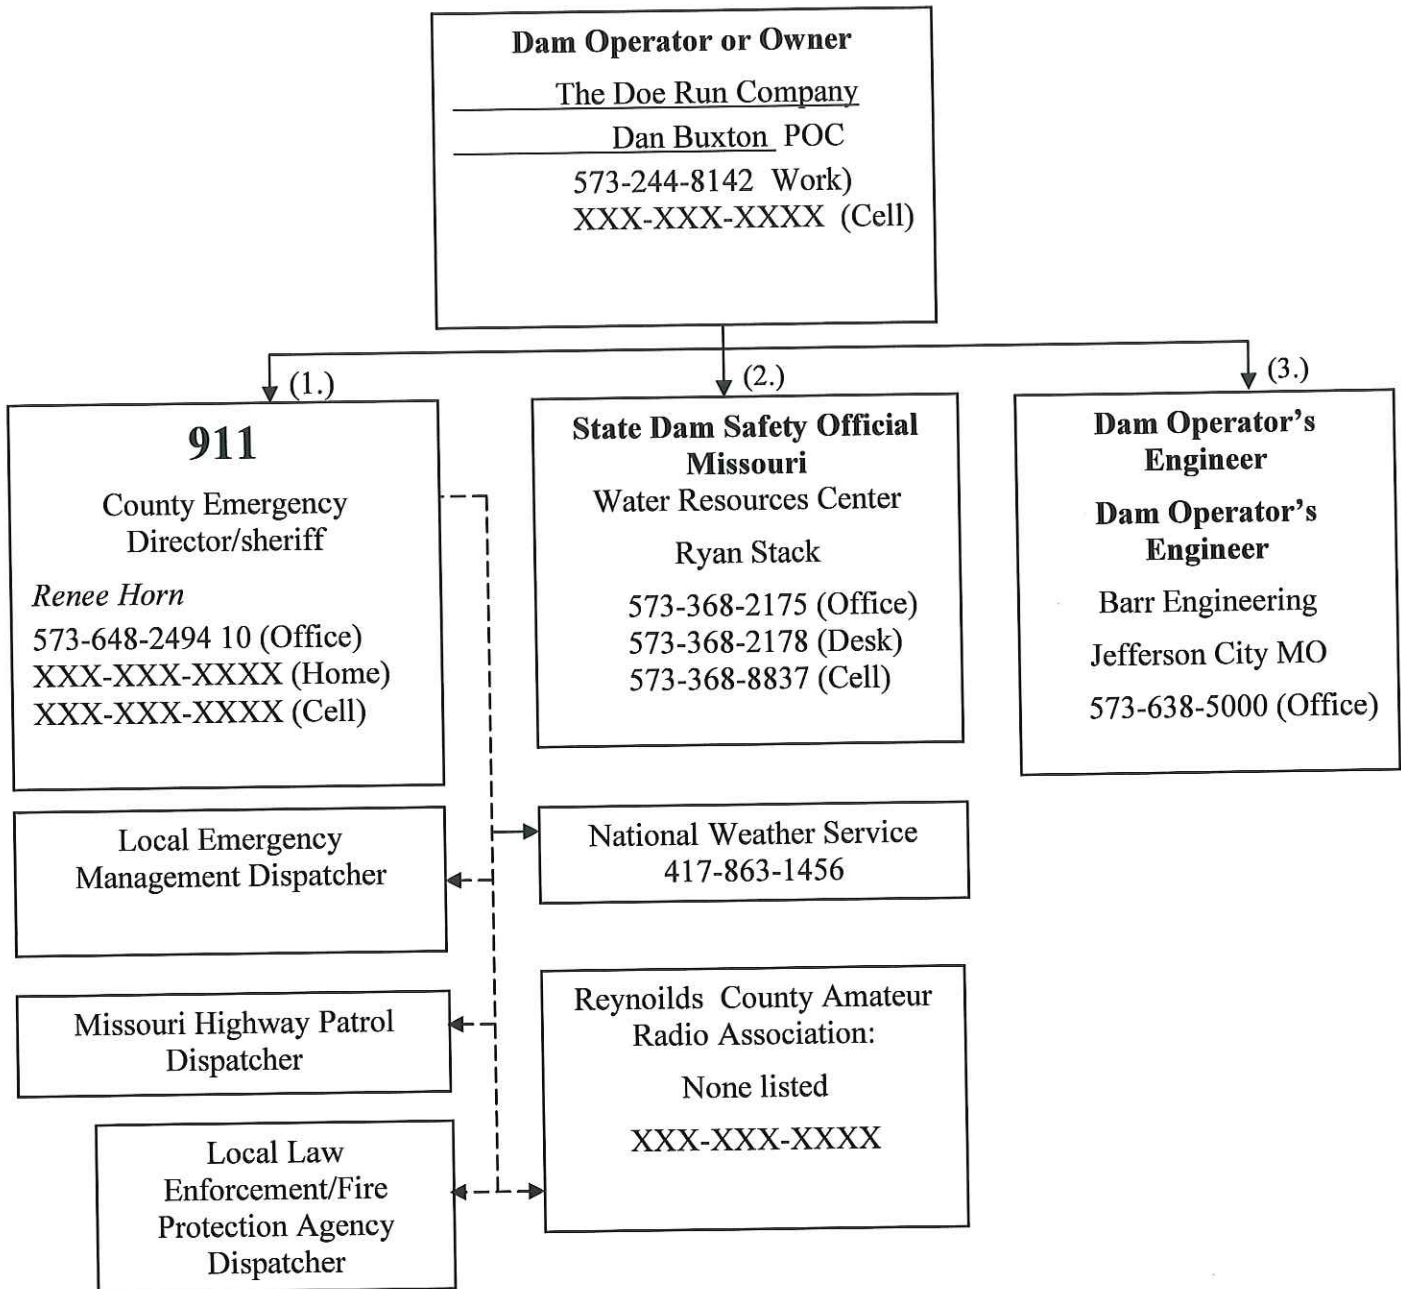 Dam Operator or Owner
The Doe Run Company
Dan Buxton POC
573-244-8142 Work)
XXX-XXX-XXXX (Cell)
(1.)
(2.)
(3.)
911
County Emergency
Director/sheriff
Renee Horn
573-648-2494 10 (Office)
XXX-XXX-XXXX (Home)
XXX-XXX-XXXX (Cell)
State Dam Safety Official
Missouri
Water Resources Center
Ryan Stack
573-368-2175 (Office)
573-368-2178 (Desk)
573-368-8837 (Cell)
Dam Operator's
Engineer
Dam Operator's
Engineer
Barr Engineering
Jefferson City MO
573-638-5000 (Office)
Local Emergency
Management Dispatcher
National Weather Service
417-863-1456
Missouri Highway Patrol
Dispatcher
Reynoilds County Amateur
Radio Association:
None listed
XXX-XXX-XXXX
Local Law
Enforcement/Fire
Protection Agency
Dispatcher